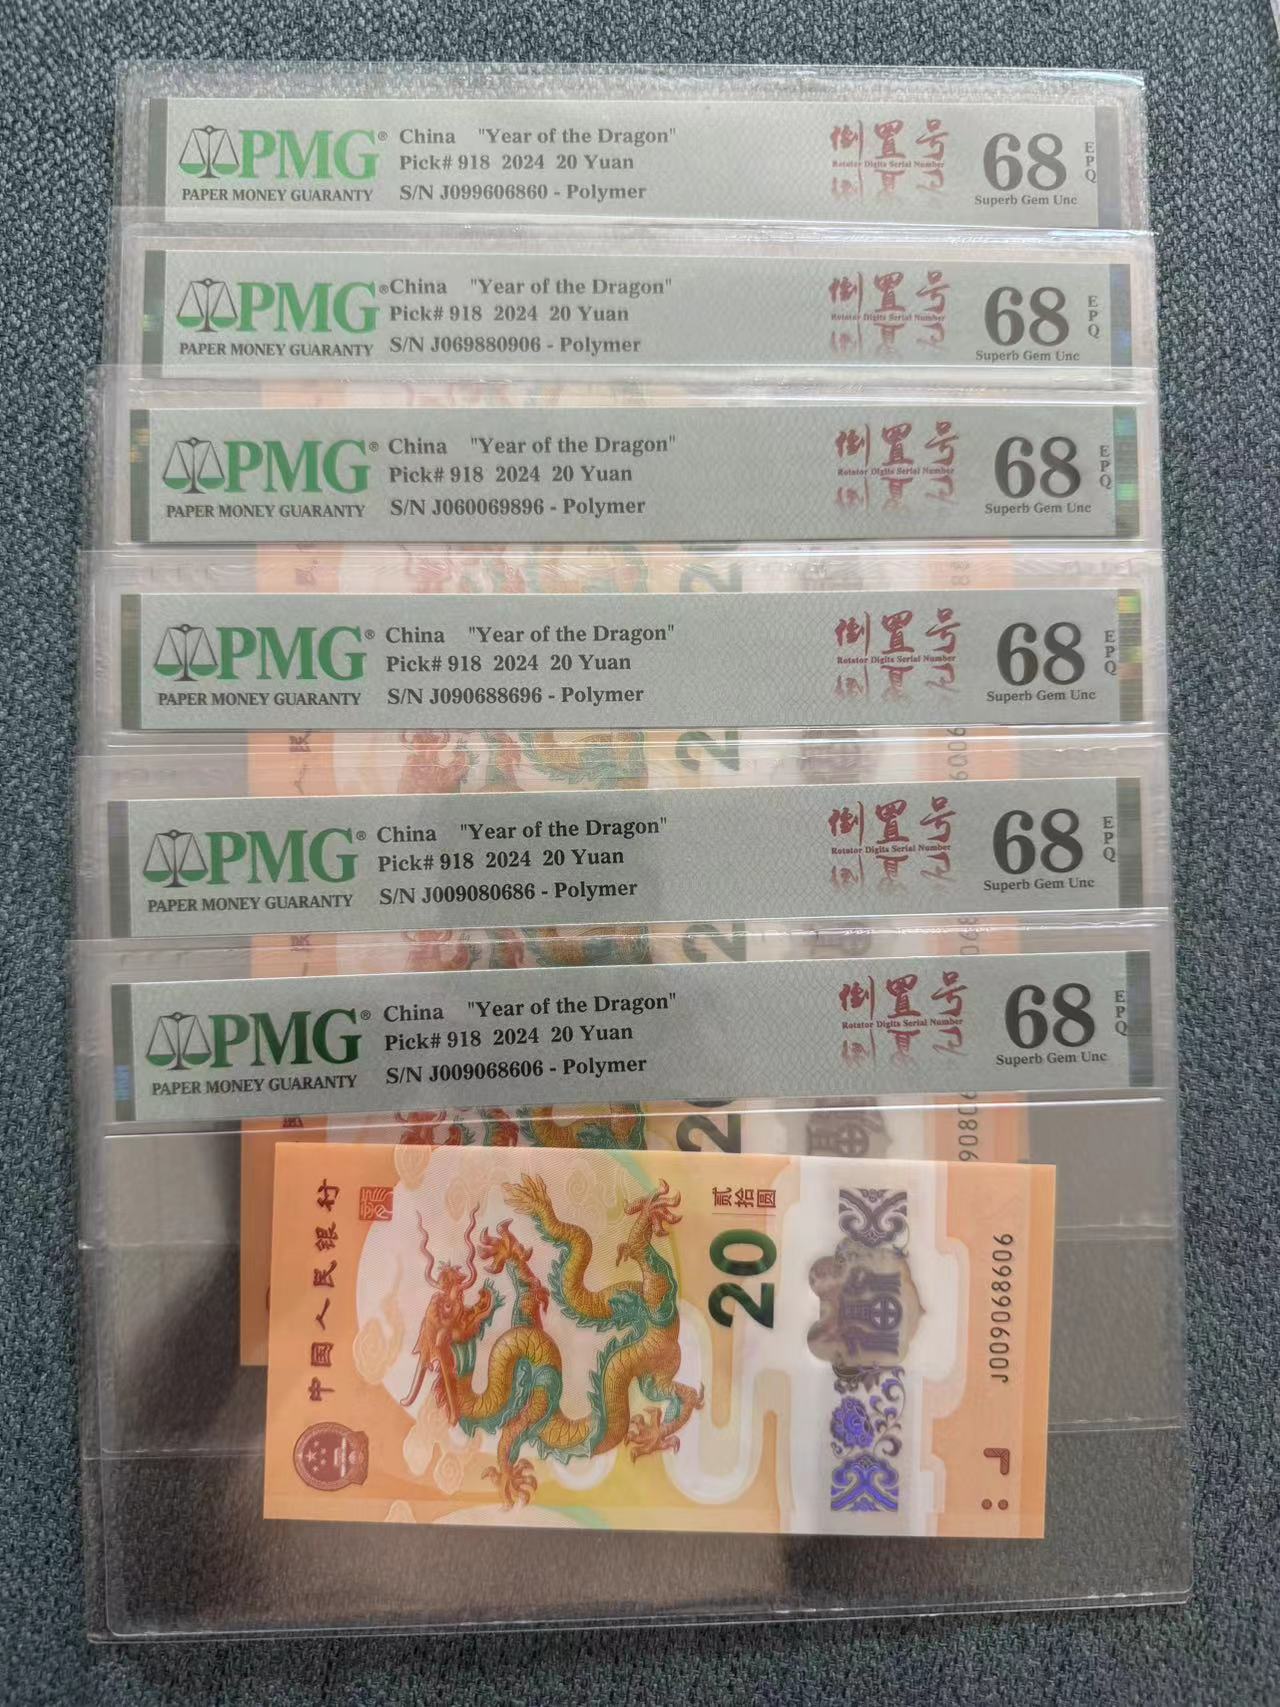 PMG®
PAPER MONEY GUARANTY
China "Year of the Dragon"
Pick# 918 2024 20 Yuan
S/N J099606860 - Polymer
倒置号
Rotator Digits Serial Number
68
EPQ
Superb Gem Unc
PMG®
PAPER MONEY GUARANTY
China "Year of the Dragon"
Pick# 918 2024 20 Yuan
S/N J069880906 - Polymer
倒置号
Rotator Digits Serial Number
68
EPQ
Superb Gem Unc
PMG®
PAPER MONEY GUARANTY
China "Year of the Dragon"
Pick# 918 2024 20 Yuan
S/N J060069896 - Polymer
倒置号
Rotator Digits Serial Number
68
EPQ
Superb Gem Unc
PMG®
PAPER MONEY GUARANTY
China "Year of the Dragon"
Pick# 918 2024 20 Yuan
S/N J090688696 - Polymer
倒置号
Rotator Digits Serial Number
68
EPQ
Superb Gem Unc
PMG®
PAPER MONEY GUARANTY
China "Year of the Dragon"
Pick# 918 2024 20 Yuan
S/N J009080686 - Polymer
倒置号
Rotator Digits Serial Number
68
EPQ
Superb Gem Unc
PMG®
PAPER MONEY GUARANTY
China "Year of the Dragon"
Pick# 918 2024 20 Yuan
S/N J009068606 - Polymer
倒置号
Rotator Digits Serial Number
68
EPQ
Superb Gem Unc
中国人民银行
贰拾圆
20
J009068606